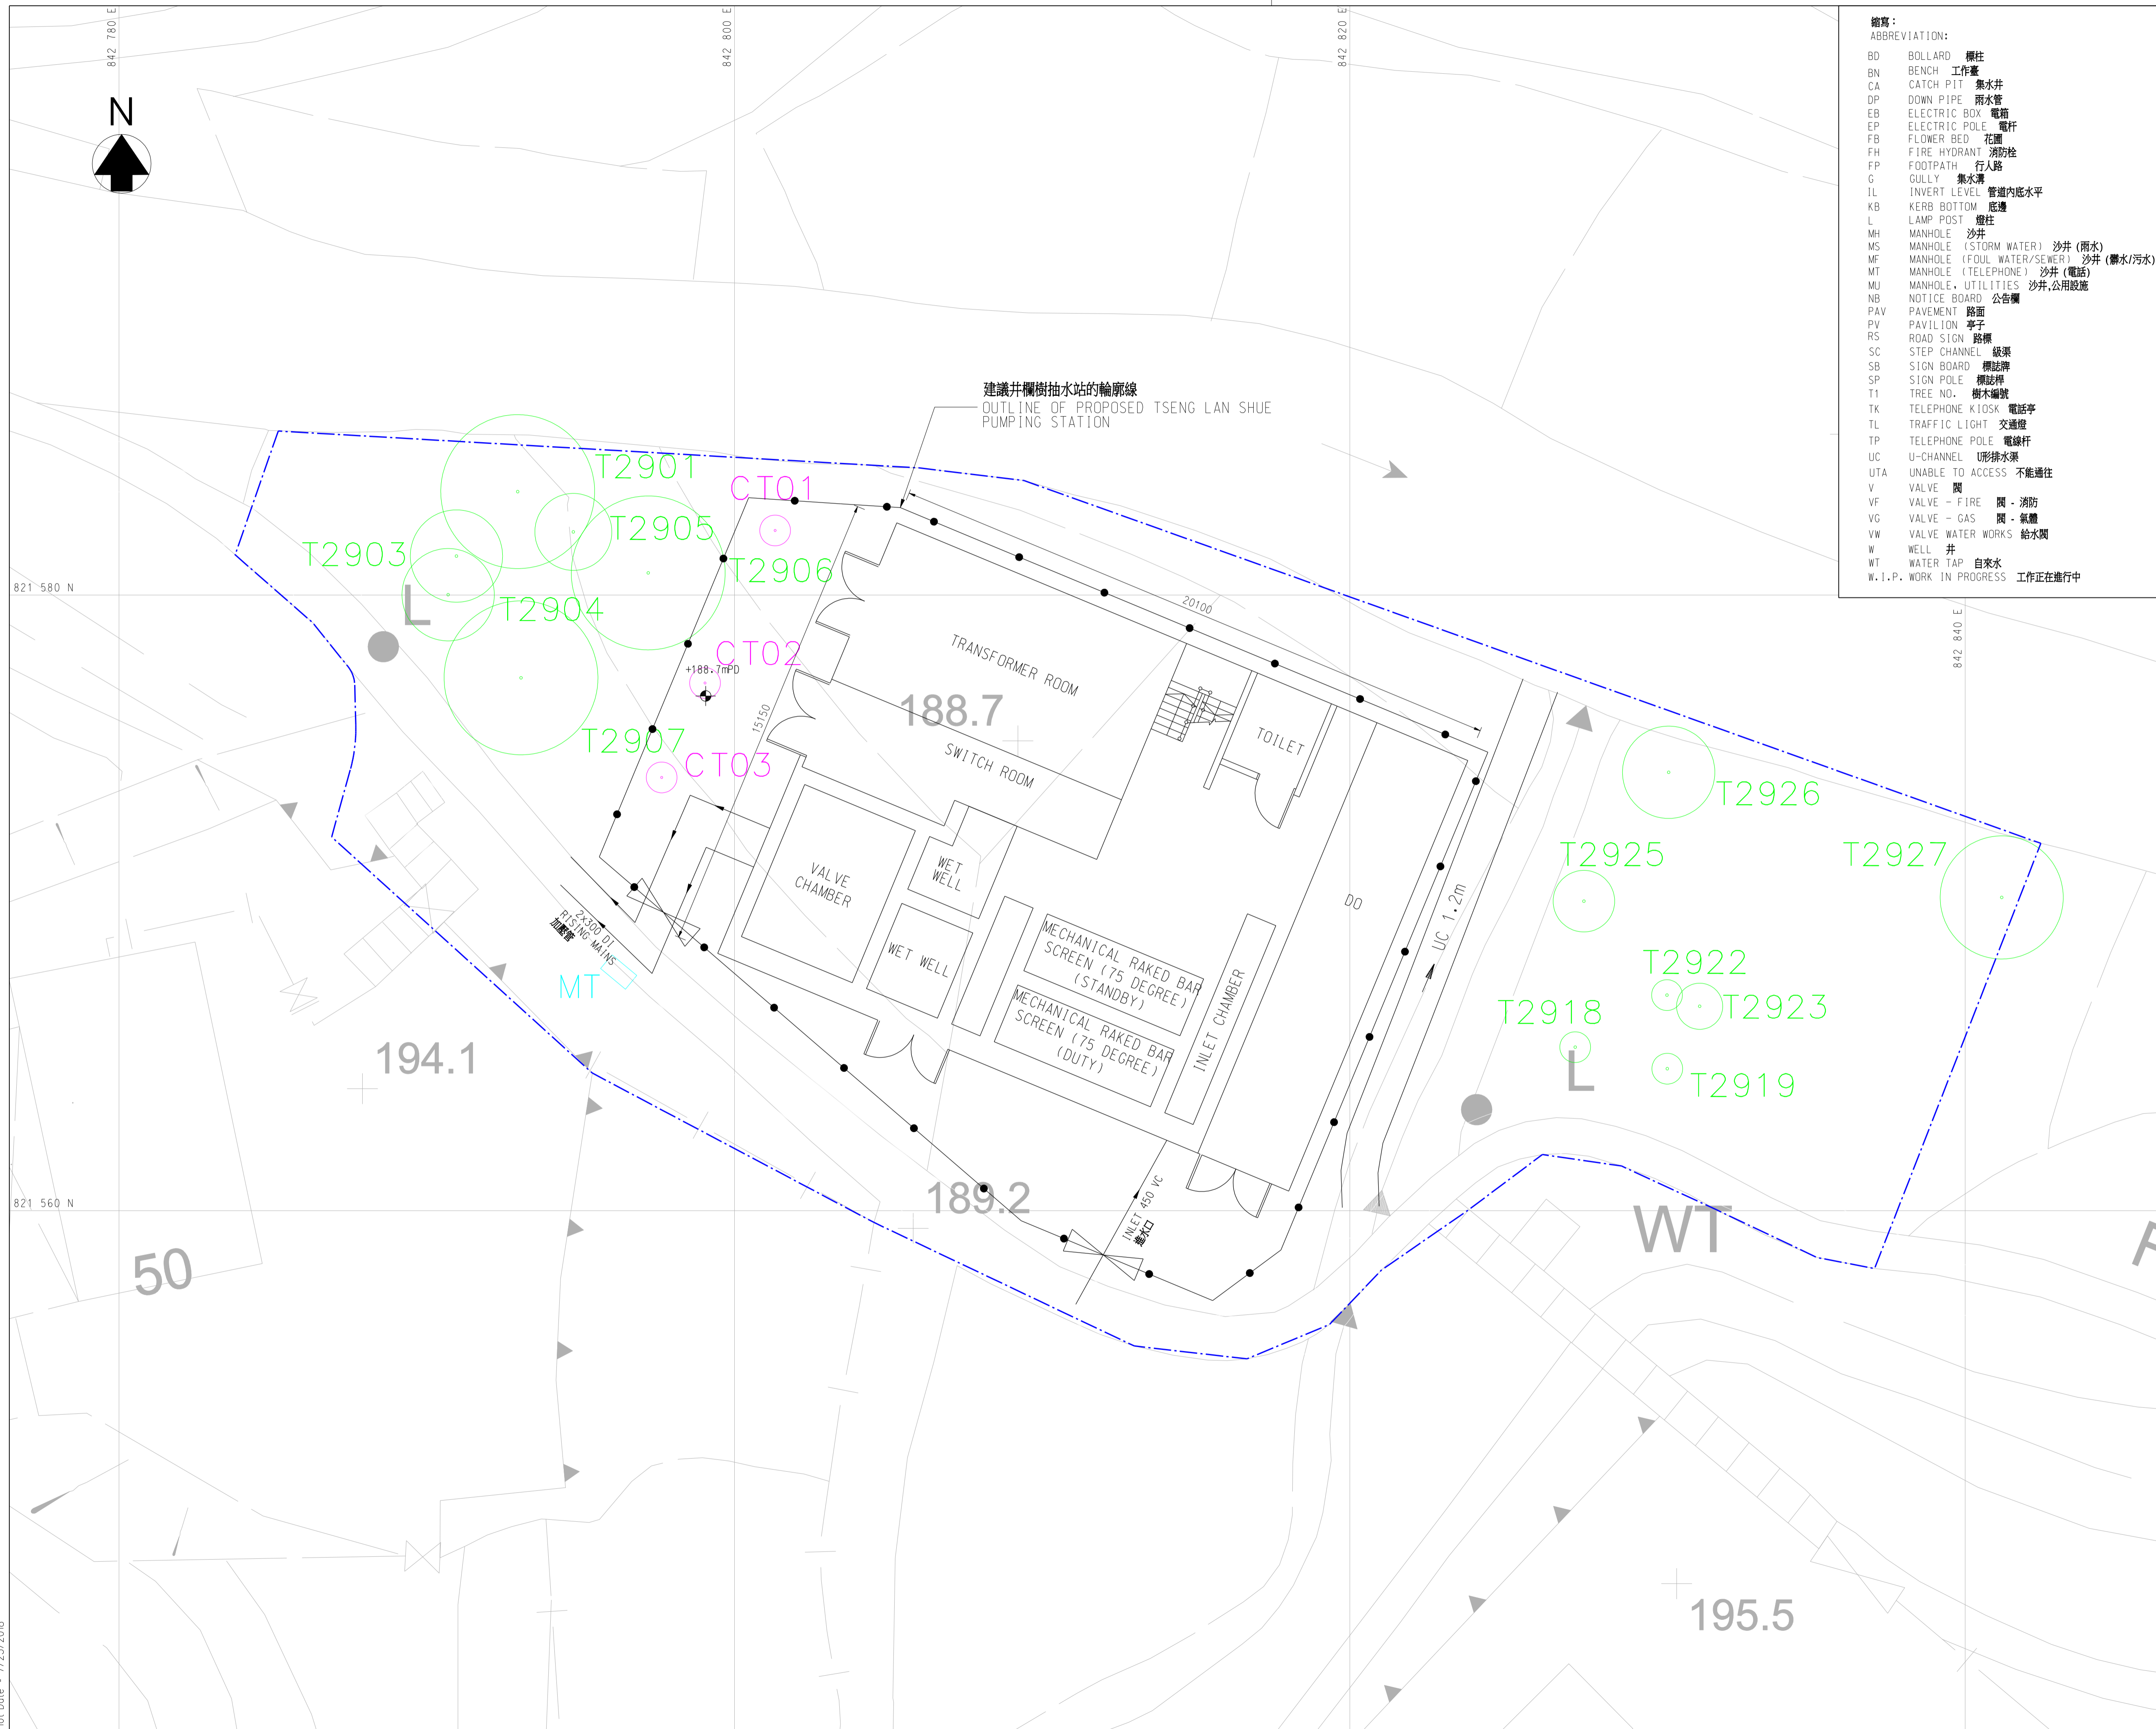 842 780 E
842 800 E
842 820 E
N
縮寫：
ABBREVIATION:
BD BOLLARD 標柱
BN BENCH 工作臺
CA CATCH PIT 集水井
DP DOWN PIPE 雨水管
EB ELECTRIC BOX 電箱
EP ELECTRIC POLE 電杆
FB FLOWER BED 花圃
FH FIRE HYDRANT 消防栓
FP FOOTPATH 行人路
G GULLY 集水溝
IL INVERT LEVEL 管道內底水平
KB KERB BOTTOM 底邊
L LAMP POST 燈柱
MH MANHOLE 沙井
MS MANHOLE (STORM WATER) 沙井 (雨水)
MF MANHOLE (FOUL WATER/SEWER) 沙井 (髒水/污水)
MT MANHOLE (TELEPHONE) 沙井 (電話)
MU MANHOLE, UTILITIES 沙井,公用設施
NB NOTICE BOARD 公告欄
PAV PAVEMENT 路面
PV PAVILION 亭子
RS ROAD SIGN 路標
SC STEP CHANNEL 級渠
SB SIGN BOARD 標誌牌
SP SIGN POLE 標誌桿
T1 TREE NO. 樹木編號
TK TELEPHONE KIOSK 電話亭
TL TRAFFIC LIGHT 交通燈
TP TELEPHONE POLE 電線杆
UC U-CHANNEL U形排水渠
UTA UNABLE TO ACCESS 不能通往
V VALVE 閥
VF VALVE - FIRE 閥 - 消防
VG VALVE - GAS 閥 - 氣體
VW VALVE WATER WORKS 給水閥
W WELL 井
WT WATER TAP 自來水
W.I.P. WORK IN PROGRESS 工作正在進行中
建議井欄樹抽水站的輪廓線
OUTLINE OF PROPOSED TSENG LAN SHUE
PUMPING STATION
T2901
CT01
T2905
T2903
T2906
821 580 N
L
T2904
20100
842 840 E
CT02
+188.7mPD
TRANSFORMER ROOM
188.7
15150
T2907
CT03
SWITCH ROOM
TOILET
T2926
T2925
T2927
VALVE
CHAMBER
WET
WELL
DO
UC 1.2m
2x300 DI
RISING MAINS
加壓管
WET WELL
MECHANICAL RAKED BAR
SCREEN (75 DEGREE)
(STANDBY)
T2922
MT
INLET CHAMBER
T2923
T2918
MECHANICAL RAKED BAR
SCREEN (75 DEGREE)
(DUTY)
194.1
L
T2919
821 560 N
189.2
INLET 450 VC
進水口
WT
50
195.5